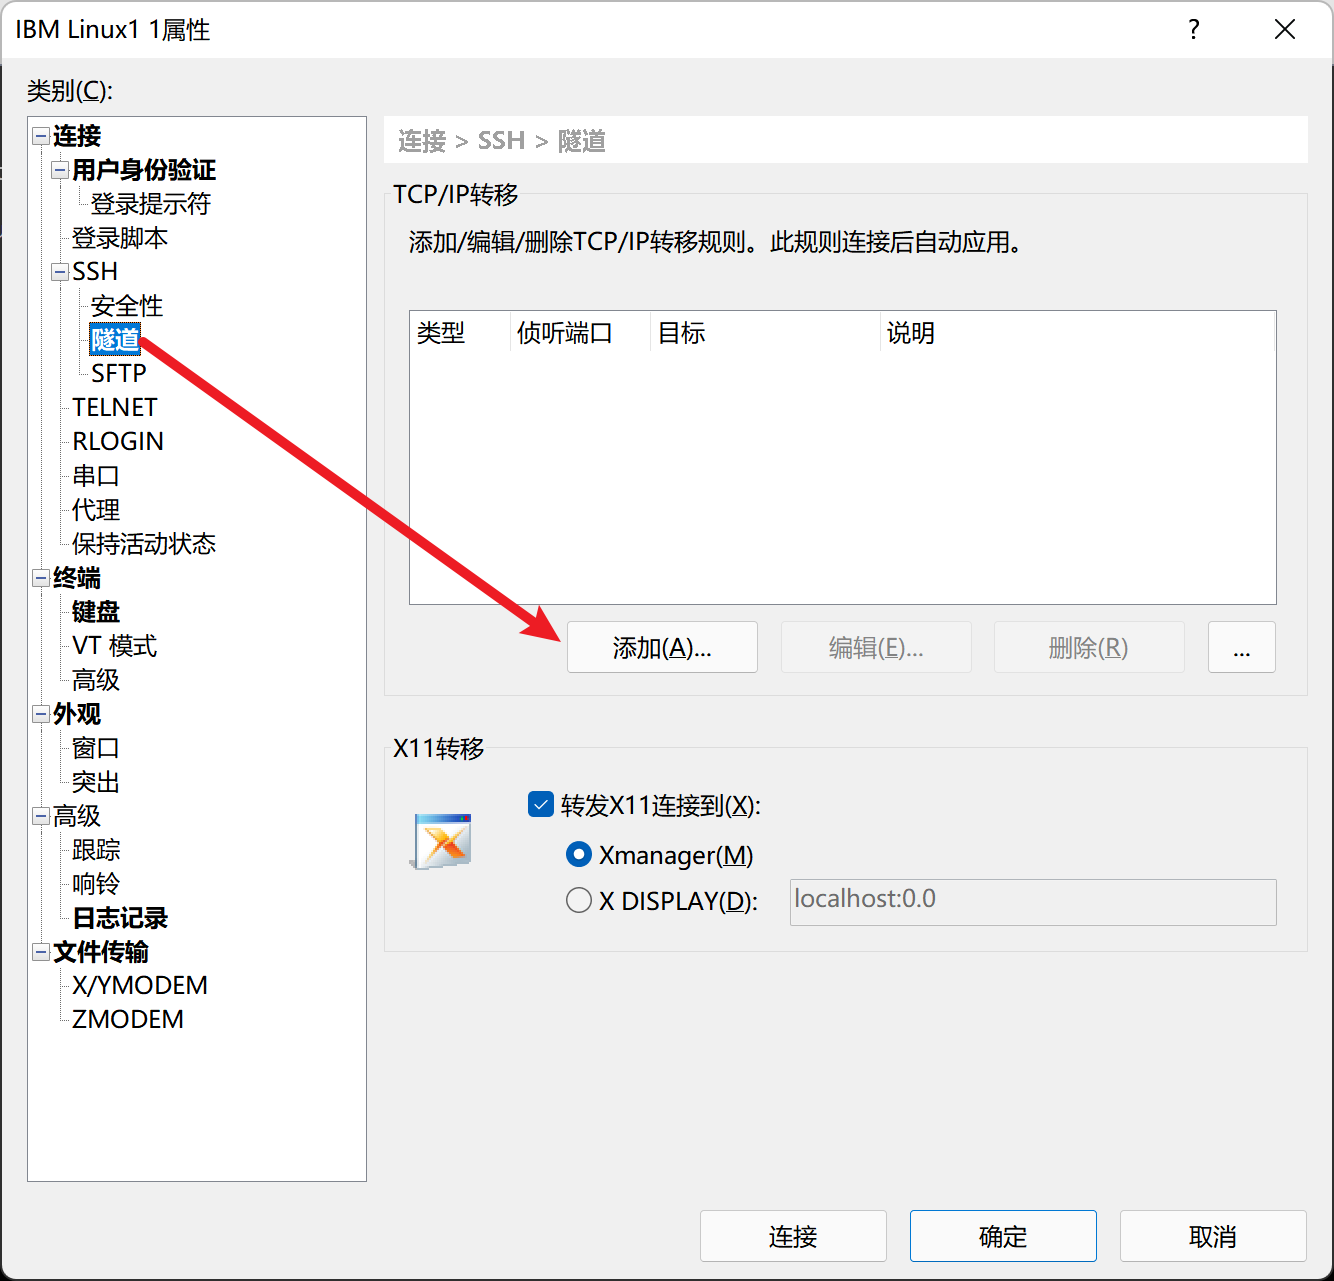 IBM Linux1 1属性
?
类别(C):
连接
用户身份验证
登录提示符
登录脚本
SSH
安全性
隧道
SFTP
TELNET
RLOGIN
串口
代理
保持活动状态
终端
键盘
VT 模式
高级
外观
窗口
突出
高级
跟踪
响铃
日志记录
文件传输
X/YMODEM
ZMODEM
连接 > SSH > 隧道
TCP/IP转移
添加/编辑/删除TCP/IP转移规则。此规则连接后自动应用。
类型 侦听端口 目标 说明
添加(A)... 编辑(E)... 删除(R) ...
X11转移
转发X11连接到(X):
Xmanager(M)
X DISPLAY(D): localhost:0.0
连接 确定 取消